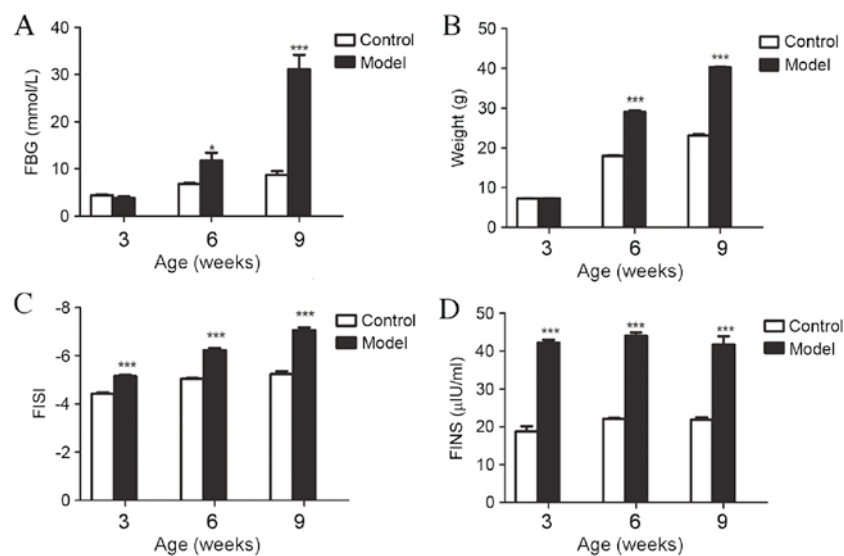 A
FBG (mmol/L)
40
30
20
10
0
*
***
Control
Model
3 6 9
Age (weeks)
B
Weight (g)
50
40
30
20
10
0
***
***
Control
Model
3 6 9
Age (weeks)
C
FISI
-8
-6
-4
-2
0
***
***
***
Control
Model
3 6 9
Age (weeks)
D
FINS (μIU/ml)
50
40
30
20
10
0
***
***
***
Control
Model
3 6 9
Age (weeks)